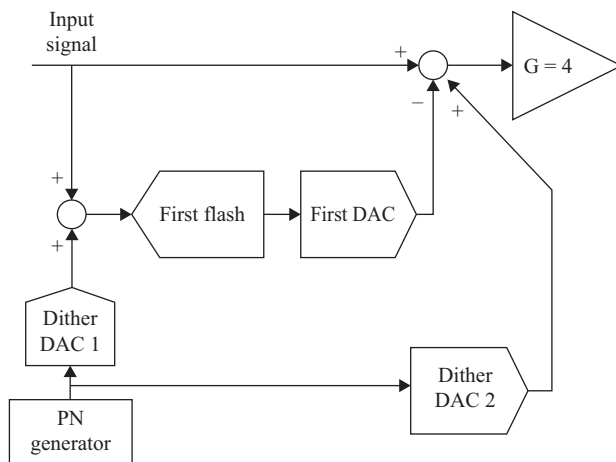 Input
signal
+
G = 4
−
+
+
First flash
First DAC
+
Dither
DAC 1
Dither
DAC 2
PN
generator